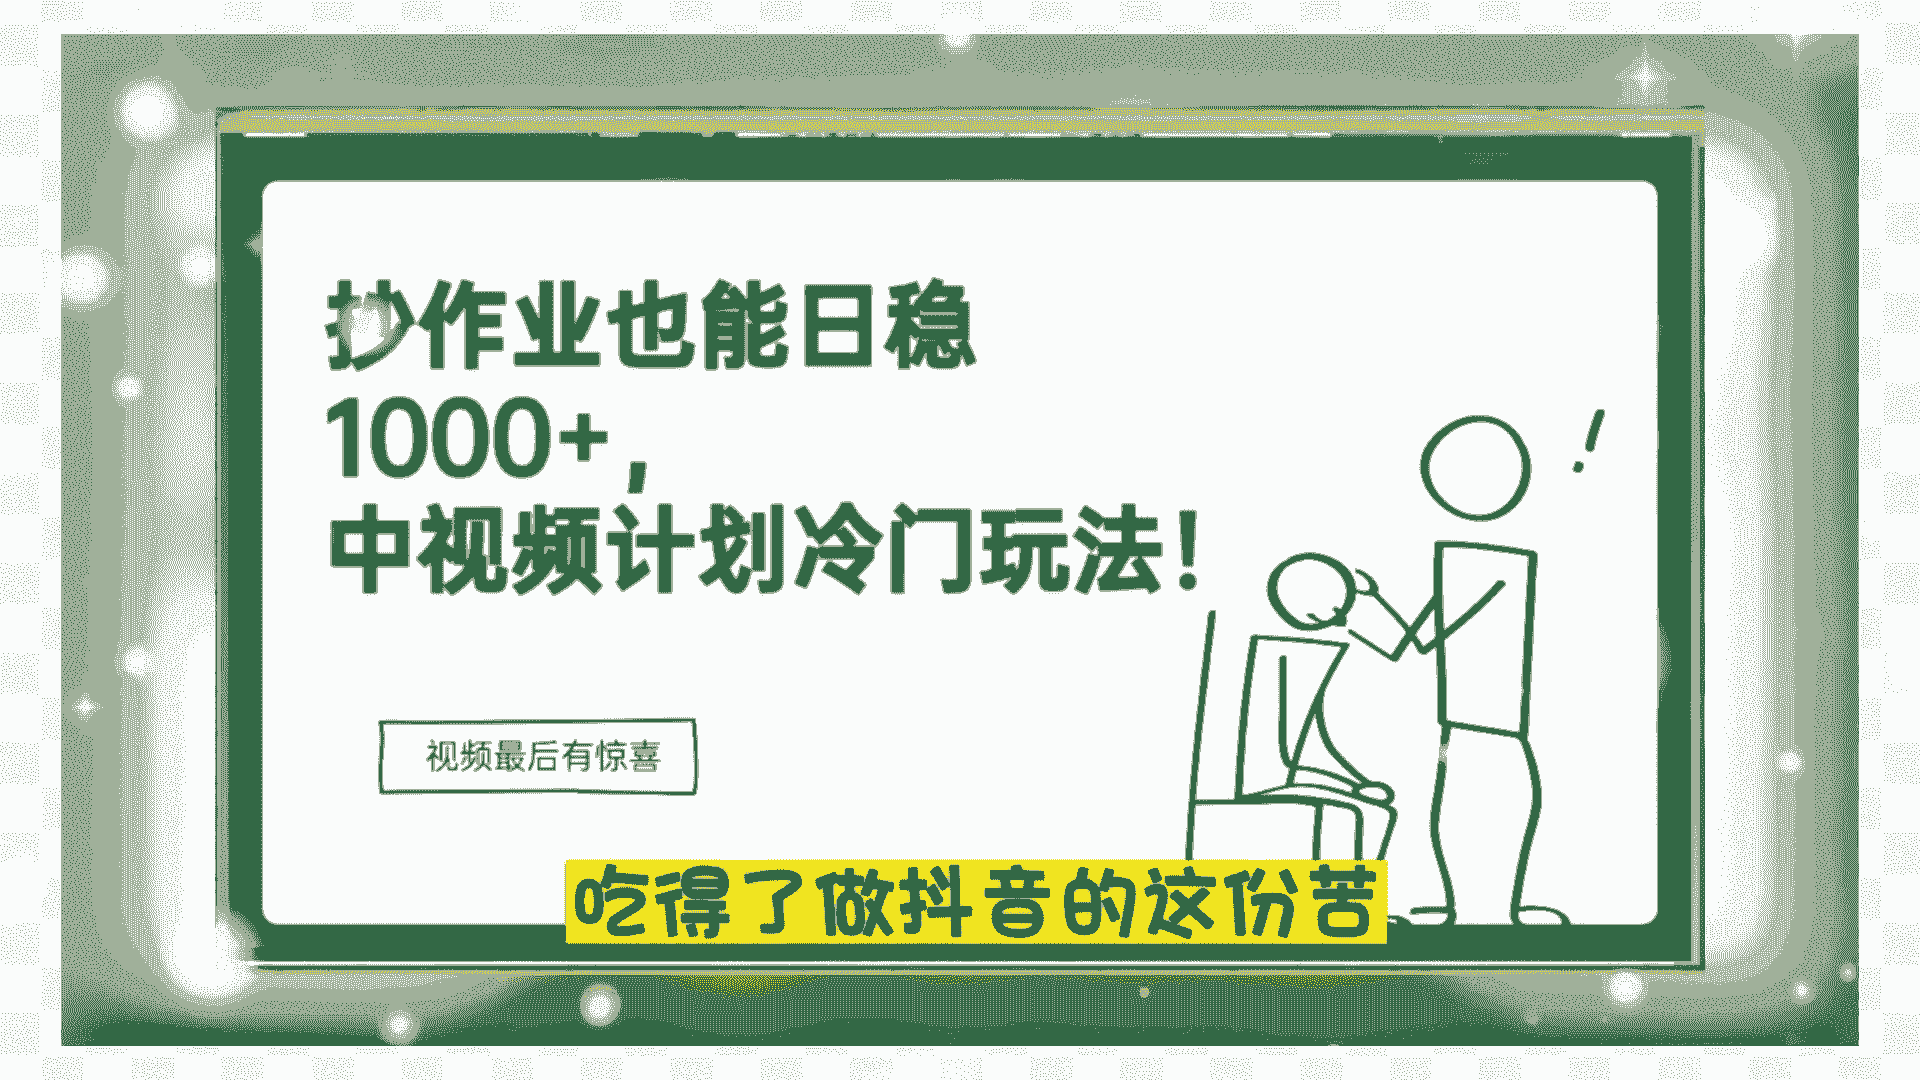 抄作业也能日稳
1000+，
中视频计划冷门玩法！
视频最后有惊喜
吃得了做抖音的这份苦